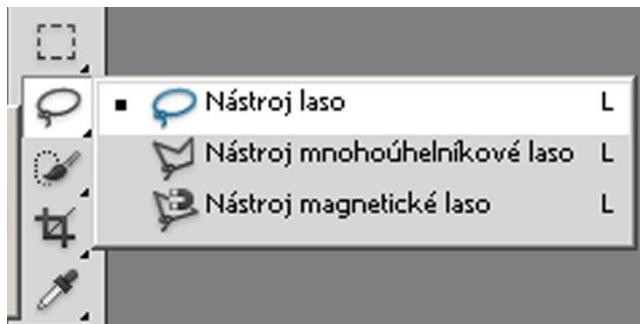 Nástroj laso L
Nástroj mnohoúhelníkové laso L
Nástroj magnetické laso L